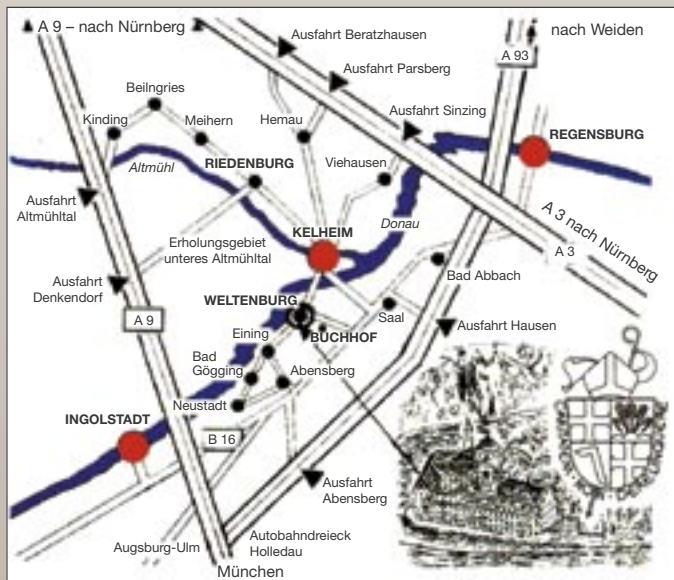 A 9 – nach Nürnberg
nach Weiden
Ausfahrt Beratzhausen
A 93
Ausfahrt Parsberg
Beilngries
Kinding
Meihern
Hemau
Ausfahrt Sinzing
REGENSBURG
Altmühl
RIEDENBURG
Viehausen
Ausfahrt
Altmühltal
Donau
A 3 nach Nürnberg
Erholungsgebiet
unteres Altmühltal
KELHEIM
A 3
Bad Abbach
Ausfahrt
Denkendorf
WELTENBURG
Saal
A 9
BUCHHOF
Ausfahrt Hausen
Eining
Bad
Gögging
Abensberg
Neustadt
INGOLSTADT
B 16
Ausfahrt
Abensberg
Autobahndreieck
Holledau
Augsburg-Ulm
München